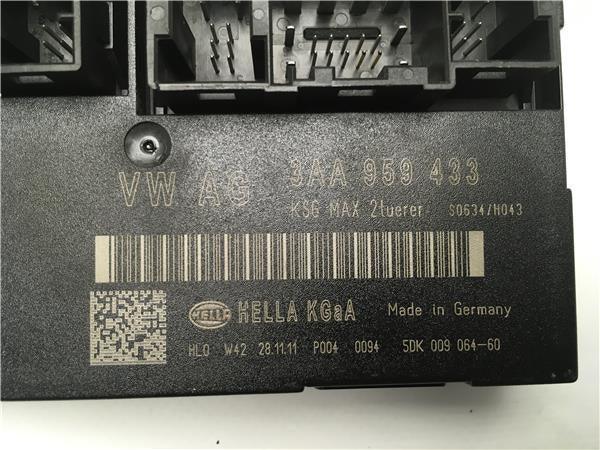 VW AG 3AA 959 433
KSG MAX 2tuerer S0634/H043
HELLA HELLA KGaA Made in Germany
HLO W42 28.11.11 P004 0094 5DK 009 064-60